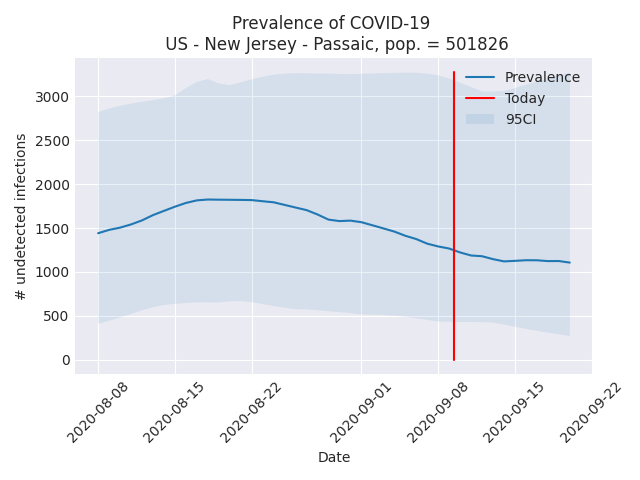 Prevalence of COVID-19
US - New Jersey - Passaic, pop. = 501826
Prevalence
Today
95CI
3000
2500
2000
1500
1000
500
0
# undetected infections
2020-08-08
2020-08-15
2020-08-22
2020-09-01
2020-09-08
2020-09-15
2020-09-22
Date